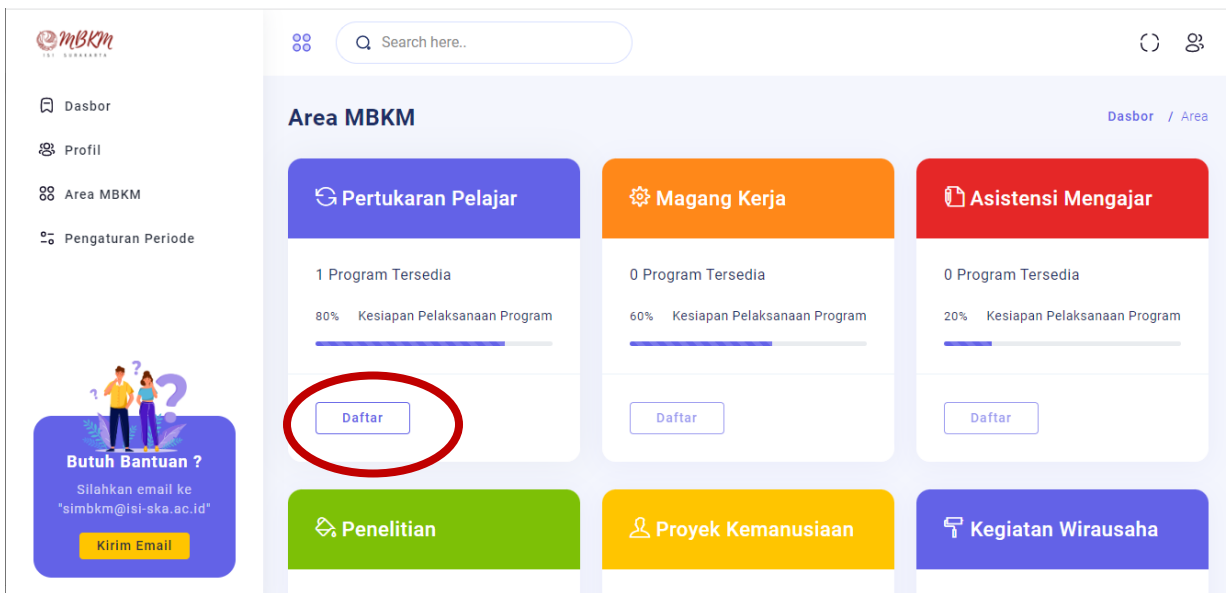 MBKM
ISI SURAKARTA
Search here..
Dasbor
Profil
Area MBKM
Pengaturan Periode
Butuh Bantuan ?
Silahkan email ke
"simbkm@isi-ska.ac.id"
Kirim Email
Area MBKM
Dasbor / Area
Pertukaran Pelajar
1 Program Tersedia
80% Kesiapan Pelaksanaan Program
Daftar
Magang Kerja
0 Program Tersedia
60% Kesiapan Pelaksanaan Program
Daftar
Asistensi Mengajar
0 Program Tersedia
20% Kesiapan Pelaksanaan Program
Daftar
Penelitian
Proyek Kemanusiaan
Kegiatan Wirausaha